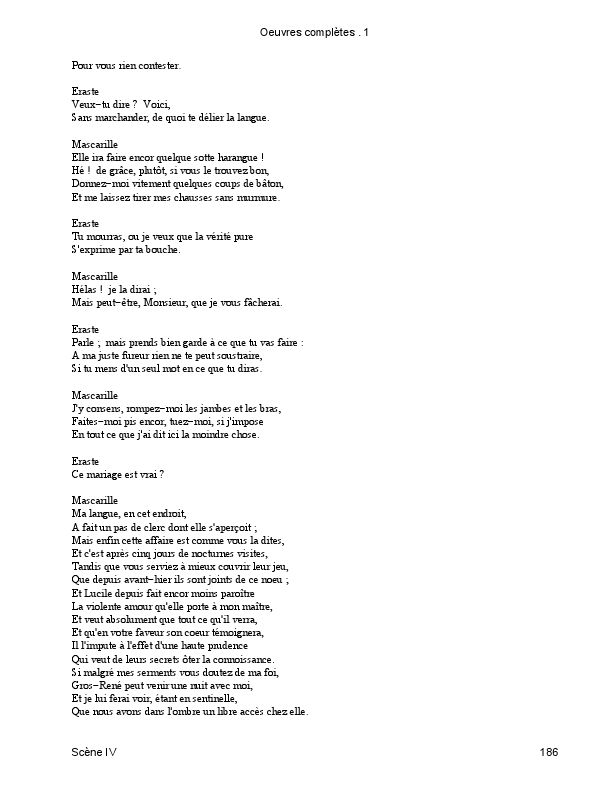 Oeuvres complètes . 1
Pour vous rien contester.
Eraste
Veux−tu dire ? Voici,
Sans marchander, de quoi te délier la langue.
Mascarille
Elle ira faire encor quelque sotte harangue !
Hé ! de grâce, plutôt, si vous le trouvez bon,
Donnez−moi vitement quelques coups de bâton,
Et me laissez tirer mes chausses sans murmure.
Eraste
Tu mourras, ou je veux que la vérité pure
S'exprime par ta bouche.
Mascarille
Hélas ! je la dirai ;
Mais peut−être, Monsieur, que je vous fâcherai.
Eraste
Parle ; mais prends bien garde à ce que tu vas faire :
A ma juste fureur rien ne te peut soustraire,
Si tu mens d'un seul mot en ce que tu diras.
Mascarille
J'y consens, rompez−moi les jambes et les bras,
Faites−moi pis encor, tuez−moi, si j'impose
En tout ce que j'ai dit ici la moindre chose.
Eraste
Ce mariage est vrai ?
Mascarille
Ma langue, en cet endroit,
A fait un pas de clerc dont elle s'aperçoit ;
Mais enfin cette affaire est comme vous la dites,
Et c'est après cinq jours de nocturnes visites,
Tandis que vous serviez à mieux couvrir leur jeu,
Que depuis avant−hier ils sont joints de ce noeu ;
Et Lucile depuis fait encor moins paroître
La violente amour qu'elle porte à mon maître,
Et veut absolument que tout ce qu'il verra,
Et qu'en votre faveur son coeur témoignera,
Il l'impute à l'effet d'une haute prudence
Qui veut de leurs secrets ôter la connoissance.
Si malgré mes serments vous doutez de ma foi,
Gros−René peut venir une nuit avec moi,
Et je lui ferai voir, étant en sentinelle,
Que nous avons dans l'ombre un libre accès chez elle.
Scène IV
186